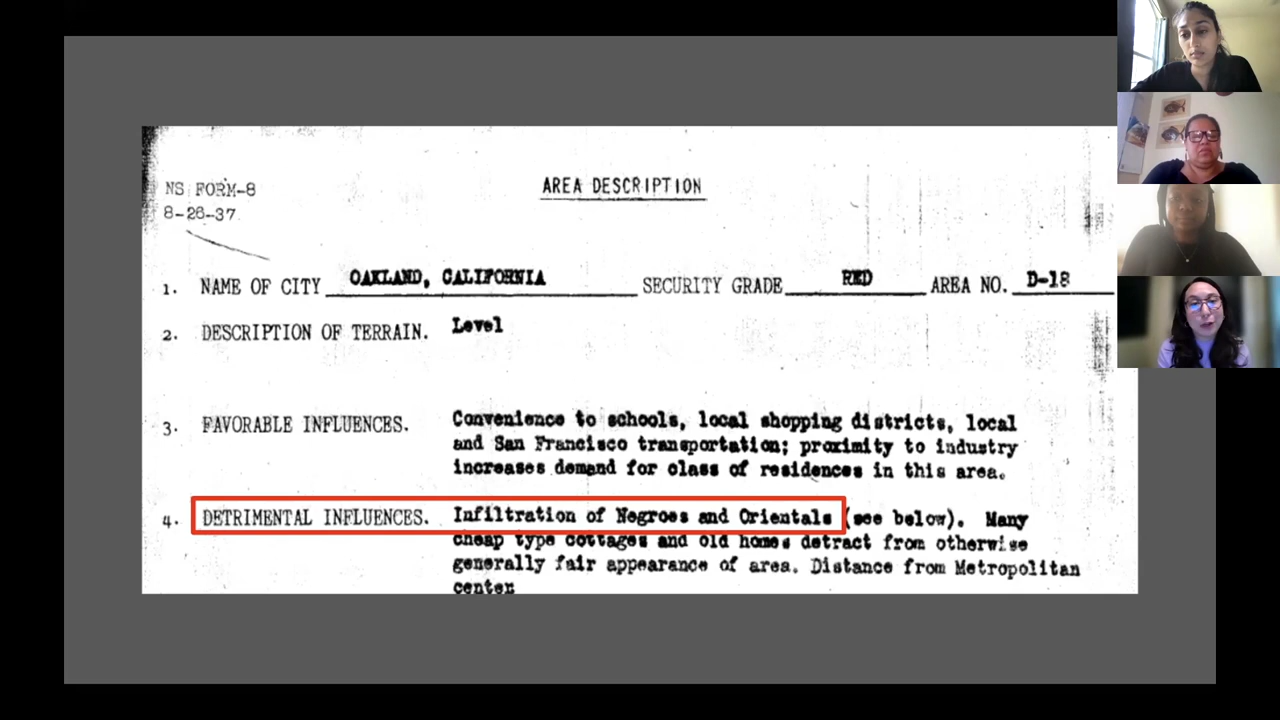 NS FORM-8
8-26-37
AREA DESCRIPTION
1. NAME OF CITY OAKLAND, CALIFORNIA SECURITY GRADE RED AREA NO. D-18
2. DESCRIPTION OF TERRAIN. Level
3. FAVORABLE INFLUENCES. Convenience to schools, local shopping districts, local
and San Francisco transportation; proximity to industry
increases demand for class of residences in this area.
4. DETRIMENTAL INFLUENCES. Infiltration of Negroes and Orientals (see below). Many
cheap type cottages and old homes detract from otherwise
generally fair appearance of area. Distance from Metropolitan
center